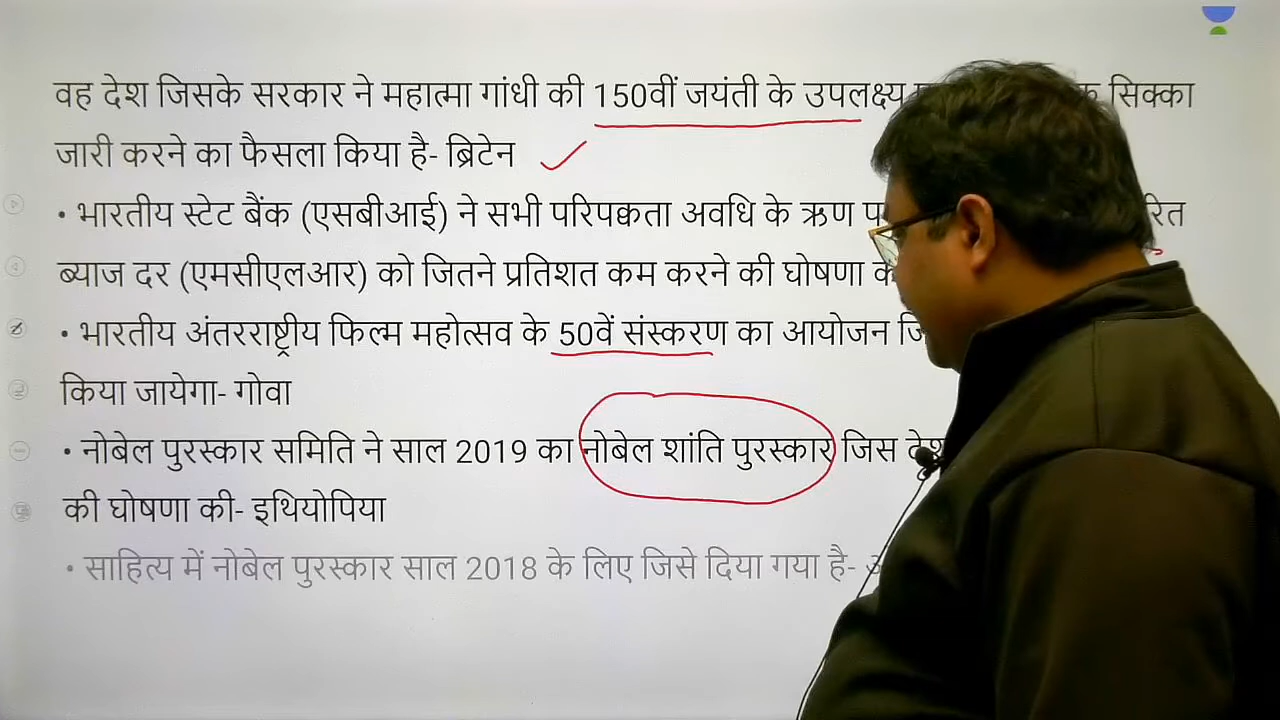 वह देश जिसके सरकार ने महात्मा गांधी की 150वीं जयंती के उपलक्ष्य सिक्का
जारी करने का फैसला किया है- ब्रिटेन
• भारतीय स्टेट बैंक (एसबीआई) ने सभी परिपक्वता अवधि के ऋण
ब्याज दर (एमसीएलआर) को जितने प्रतिशत कम करने की घोषणा
• भारतीय अंतरराष्ट्रीय फिल्म महोत्सव के 50वें संस्करण का आयोजन
किया जायेगा- गोवा
• नोबेल पुरस्कार समिति ने साल 2019 का नोबेल शांति पुरस्कार जिस देश
की घोषणा की- इथियोपिया
• साहित्य में नोबेल पुरस्कार साल 2018 के लिए जिसे दिया गया है-